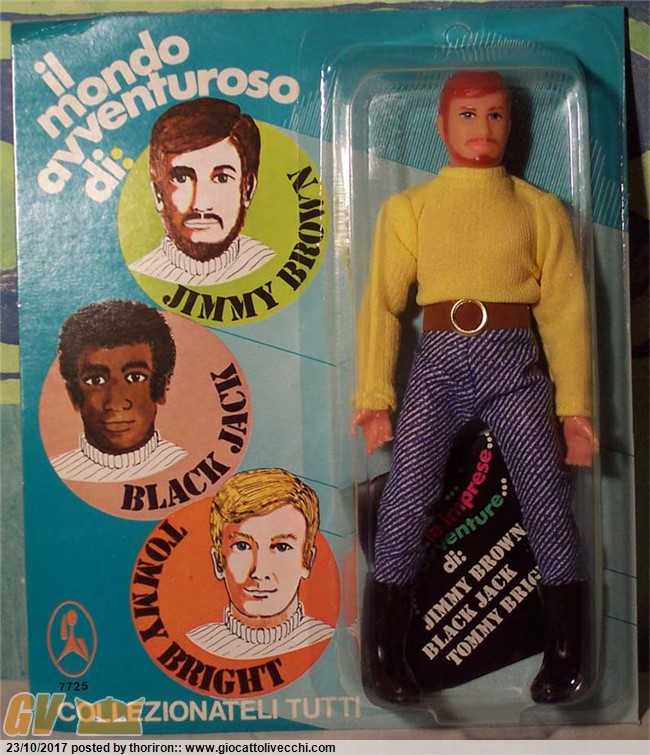 il
mondo
avventuroso
di:
JIMMY BROWN
BLACK JACK
TOMMY BRIGHT
imprese...
di:
JIMMY BROWN
BLACK JACK
TOMMY BRIG
7725
COLLEZIONATELI TUTTI
GV
23/10/2017 posted by thoriron:: www.giocattolivecchi.com